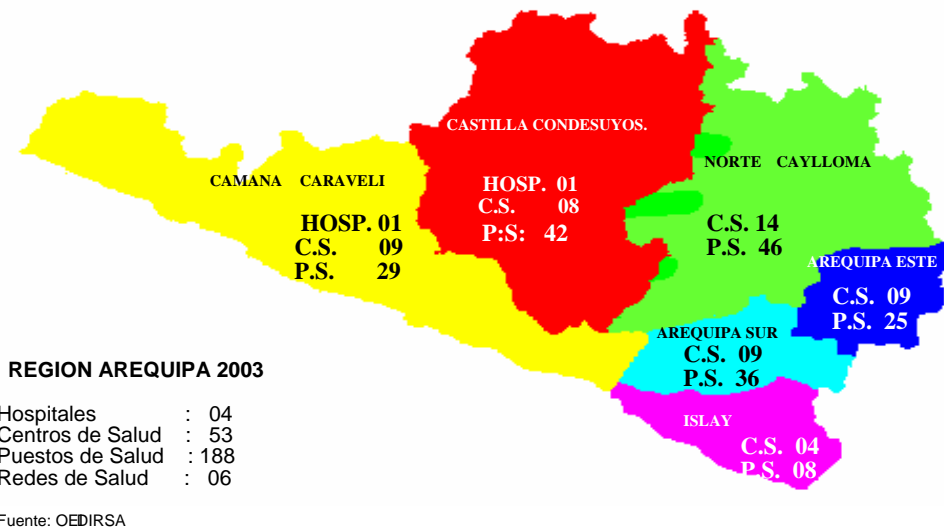 CASTILLA CONDESUYOS.
HOSP. 01
C.S. 08
P:S: 42
CAMANA CARAVELI
HOSP. 01
C.S. 09
P.S. 29
NORTE CAYLLOMA
C.S. 14
P.S. 46
AREQUIPA ESTE
C.S. 09
P.S. 25
AREQUIPA SUR
C.S. 09
P.S. 36
ISLAY
C.S. 04
P.S. 08
REGION AREQUIPA 2003
Hospitales : 04
Centros de Salud : 53
Puestos de Salud : 188
Redes de Salud : 06
Fuente: OEDIRSA